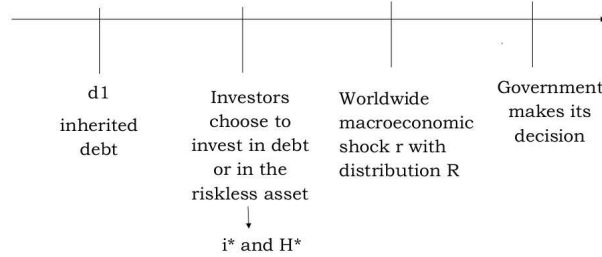 d1
inherited
debt
Investors
choose to
invest in debt
or in the
riskless asset
i* and H*
Worldwide
macroeconomic
shock r with
distribution R
Government
makes its
decision